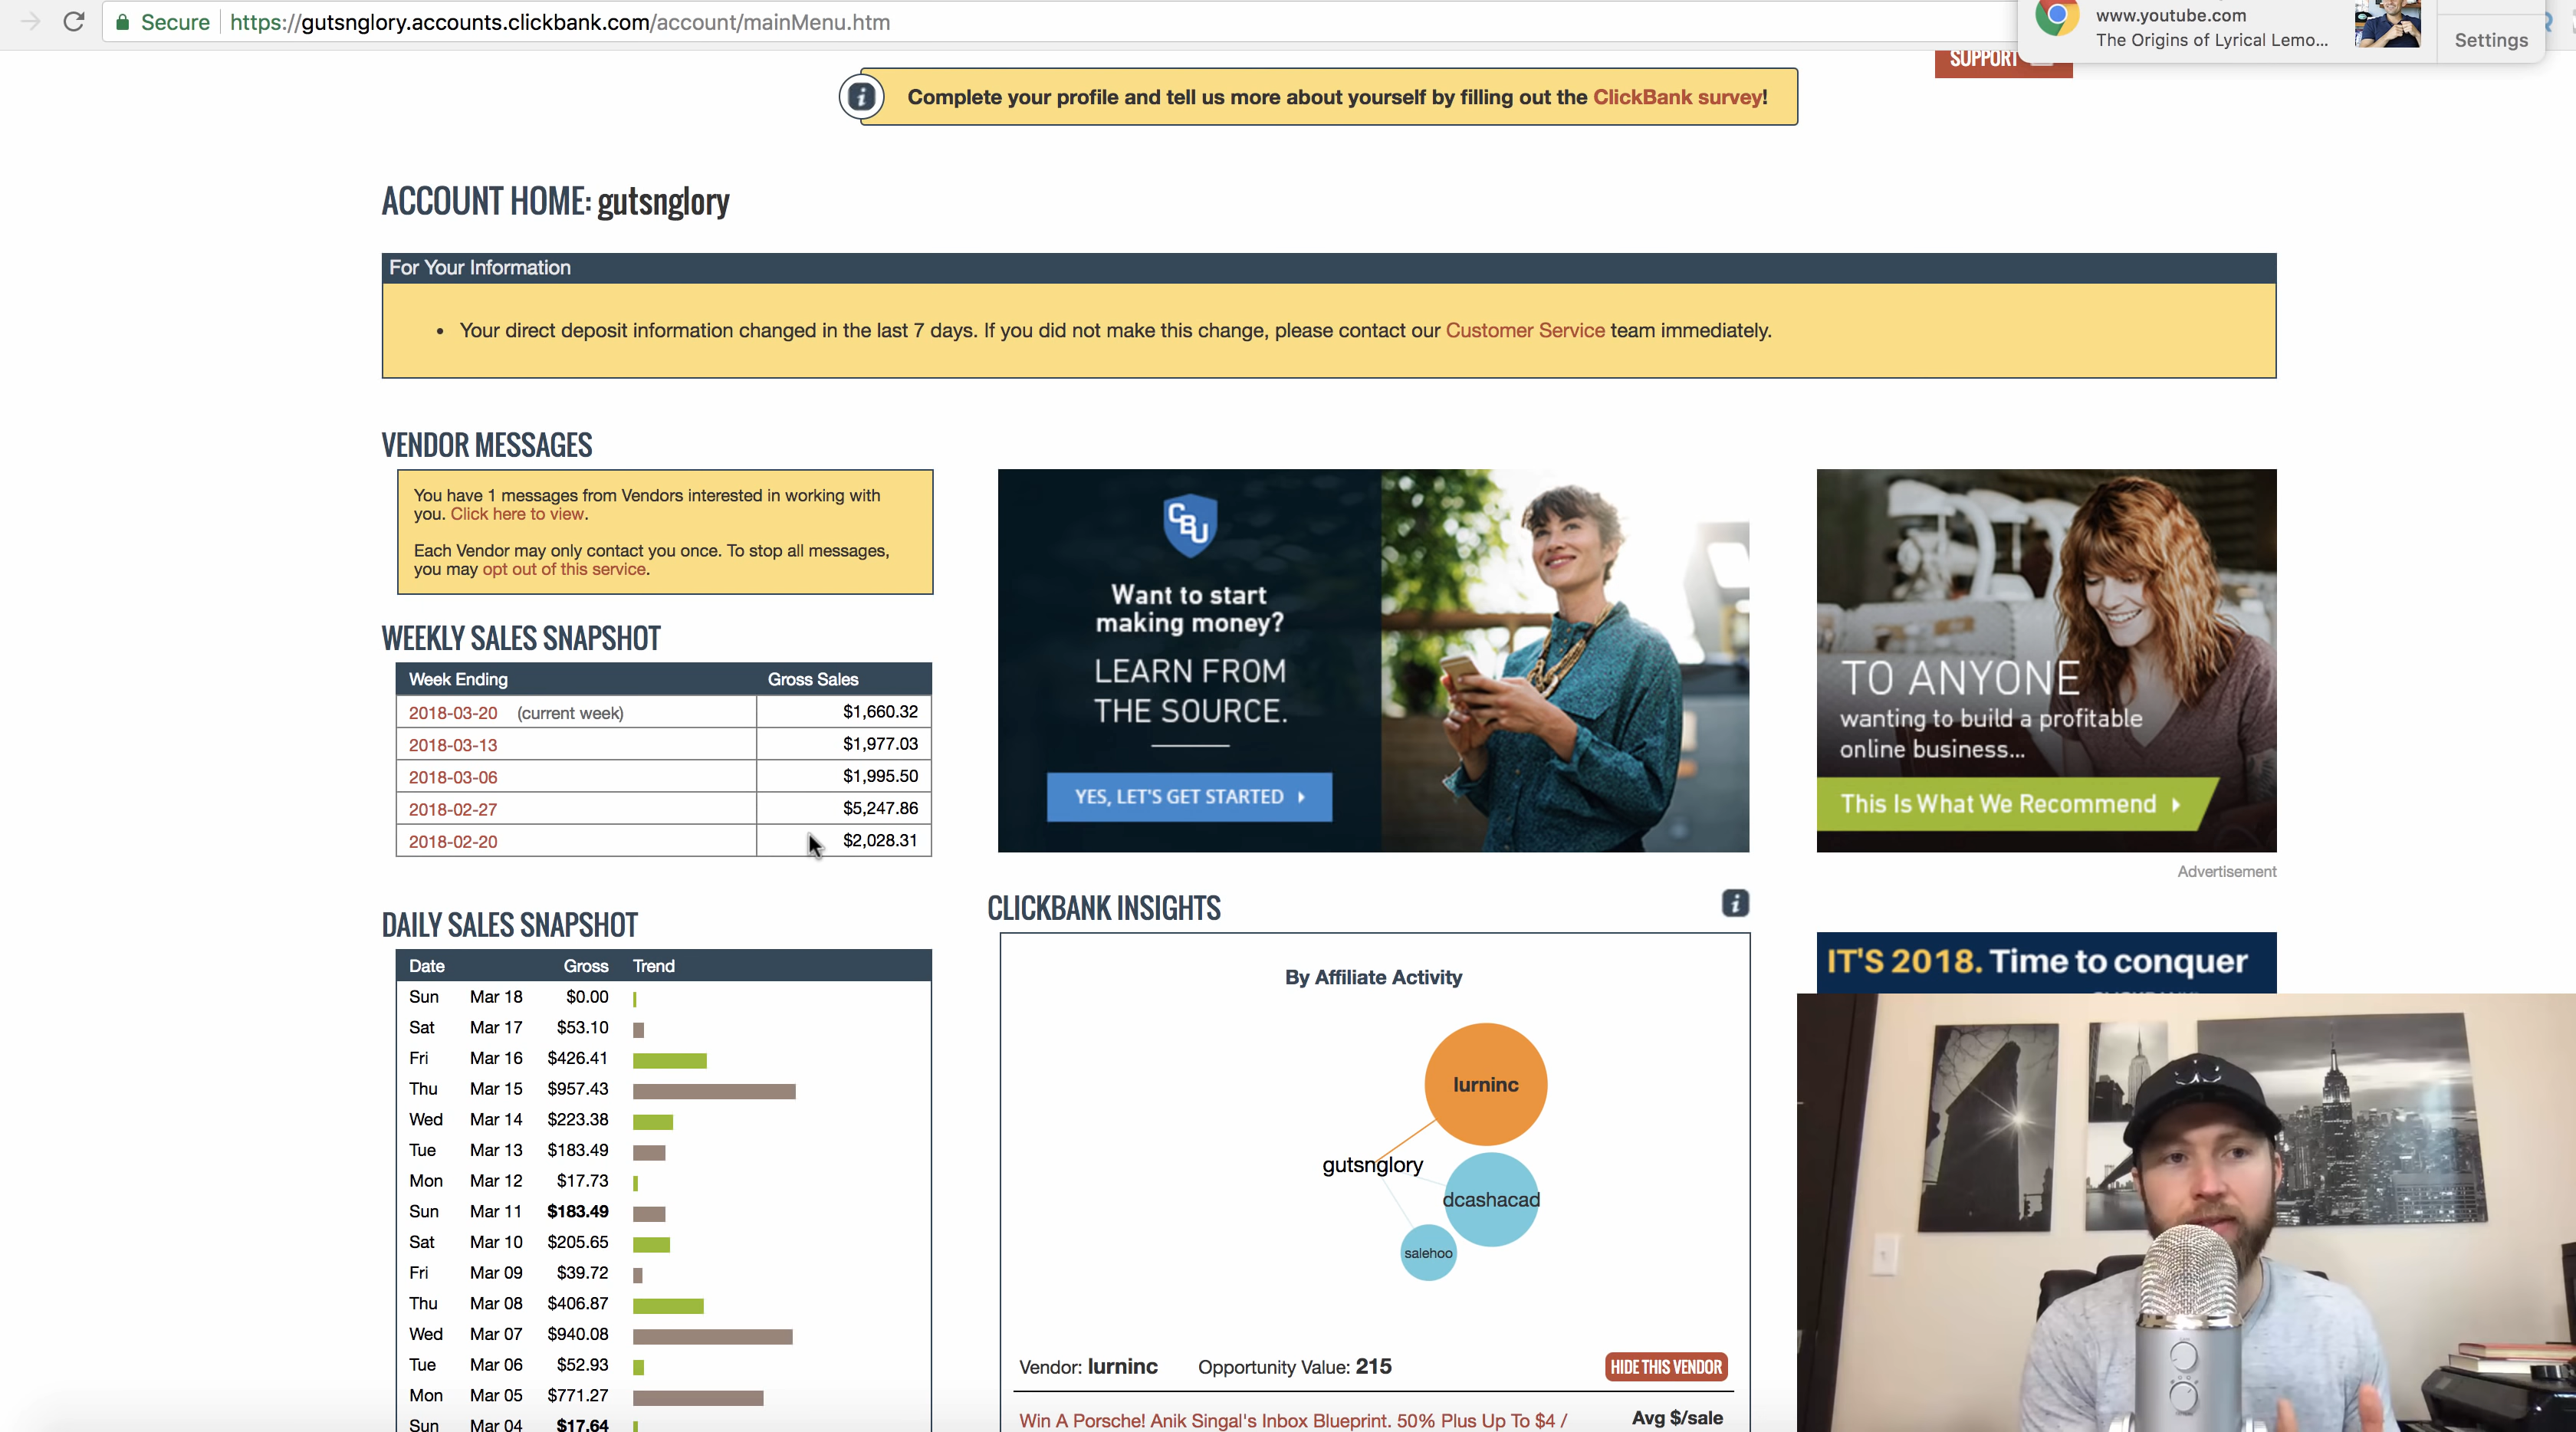 Secure https://gutsnglory.accounts.clickbank.com/account/mainMenu.htm
www.youtube.com
The Origins of Lyrical Lemo...
Settings
SUPPORT
Complete your profile and tell us more about yourself by filling out the ClickBank survey!
ACCOUNT HOME: gutsnglory
For Your Information
• Your direct deposit information changed in the last 7 days. If you did not make this change, please contact our Customer Service team immediately.
VENDOR MESSAGES
You have 1 messages from Vendors interested in working with
you. Click here to view.
Each Vendor may only contact you once. To stop all messages,
you may opt out of this service.
WEEKLY SALES SNAPSHOT
Week Ending Gross Sales
2018-03-20 (current week) $1,660.32
2018-03-13 $1,977.03
2018-03-06 $1,995.50
2018-02-27 $5,247.86
2018-02-20 $2,028.31
CBU
Want to start
making money?
LEARN FROM
THE SOURCE.
YES, LET'S GET STARTED
TO ANYONE
wanting to build a profitable
online business...
This Is What We Recommend
Advertisement
DAILY SALES SNAPSHOT
Date Gross Trend
Sun Mar 18 $0.00
Sat Mar 17 $53.10
Fri Mar 16 $426.41
Thu Mar 15 $957.43
Wed Mar 14 $223.38
Tue Mar 13 $183.49
Mon Mar 12 $17.73
Sun Mar 11 $183.49
Sat Mar 10 $205.65
Fri Mar 09 $39.72
Thu Mar 08 $406.87
Wed Mar 07 $940.08
Tue Mar 06 $52.93
Mon Mar 05 $771.27
Sun Mar 04 $17.64
CLICKBANK INSIGHTS
By Affiliate Activity
lurninc
gutsnglory
dcashacad
salehoo
Vendor: lurninc Opportunity Value: 215
HIDE THIS VENDOR
Win A Porsche! Anik Singal's Inbox Blueprint. 50% Plus Up To $4 /
Avg $/sale
IT'S 2018. Time to conquer